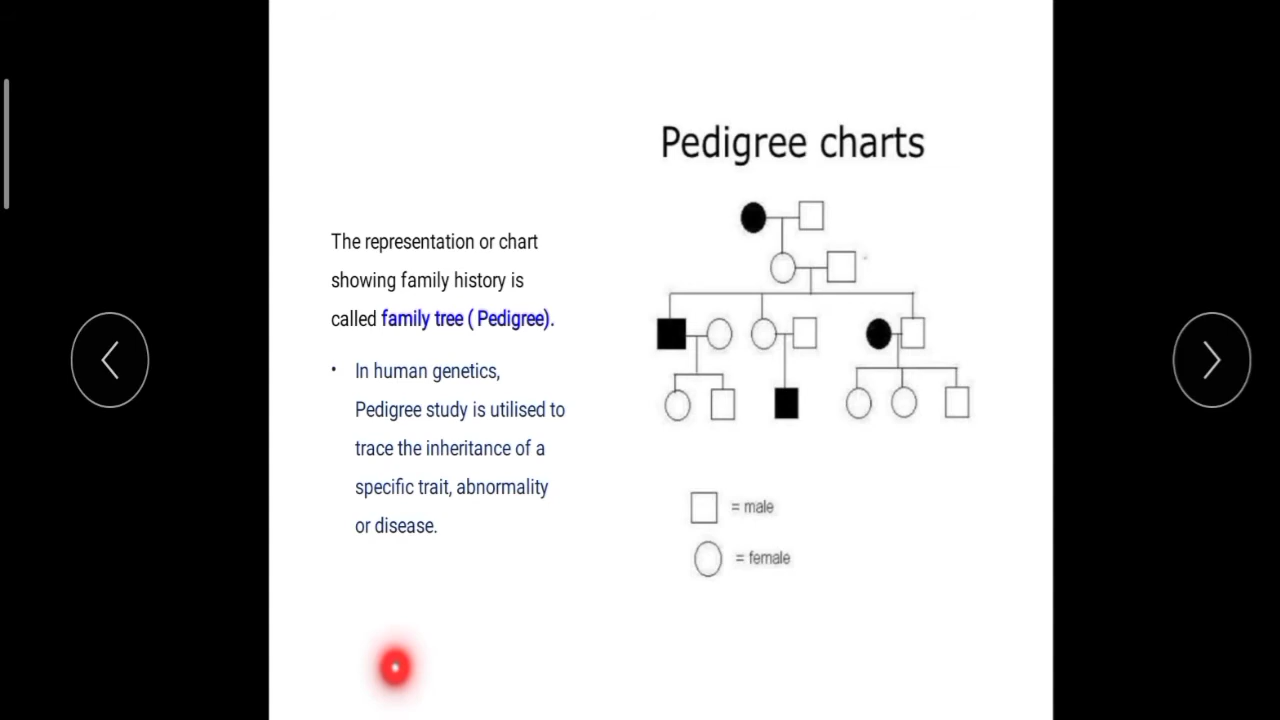 Pedigree charts
The representation or chart
showing family history is
called family tree ( Pedigree).
• In human genetics,
Pedigree study is utilised to
trace the inheritance of a
specific trait, abnormality
or disease.
= male
= female